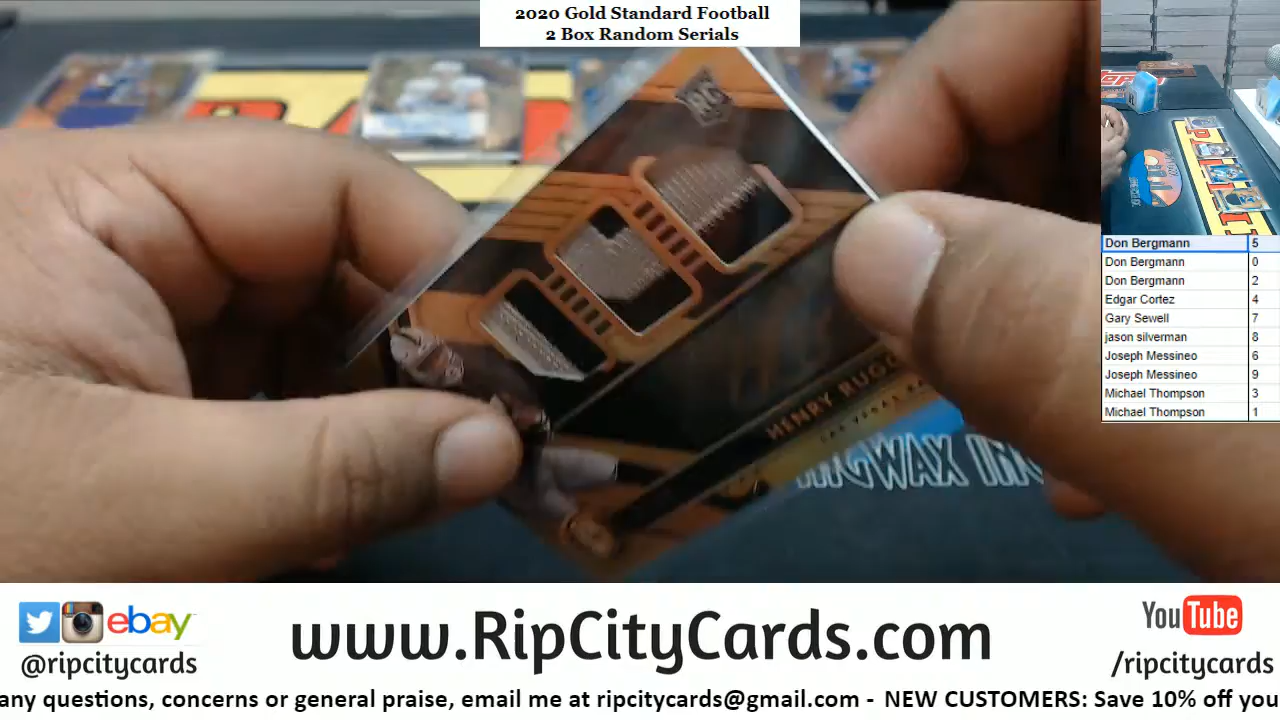 2020 Gold Standard Football
2 Box Random Serials
RC
HENRY RUGG
Don Bergmann 5
Don Bergmann 0
Don Bergmann 2
Edgar Cortez 4
Gary Sewell 7
jason silverman 8
Joseph Messineo 6
Joseph Messineo 9
Michael Thompson 3
Michael Thompson 1
ebay
@ripcitycards
www.RipCityCards.com
YouTube
/ripcitycards
any questions, concerns or general praise, email me at ripcitycards@gmail.com - NEW CUSTOMERS: Save 10% off you